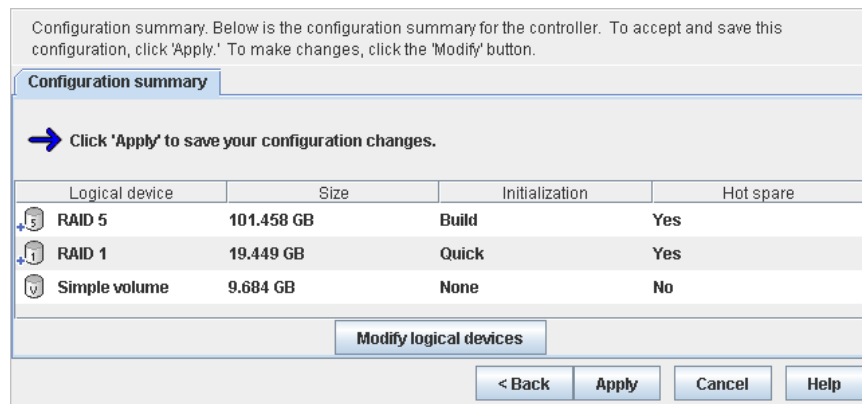 Configuration summary. Below is the configuration summary for the controller. To accept and save this
configuration, click 'Apply.' To make changes, click the 'Modify' button.
Configuration summary
Click 'Apply' to save your configuration changes.
Logical device Size Initialization Hot spare
5 RAID 5 101.458 GB Build Yes
1 RAID 1 19.449 GB Quick Yes
V Simple volume 9.684 GB None No
Modify logical devices
< Back Apply Cancel Help